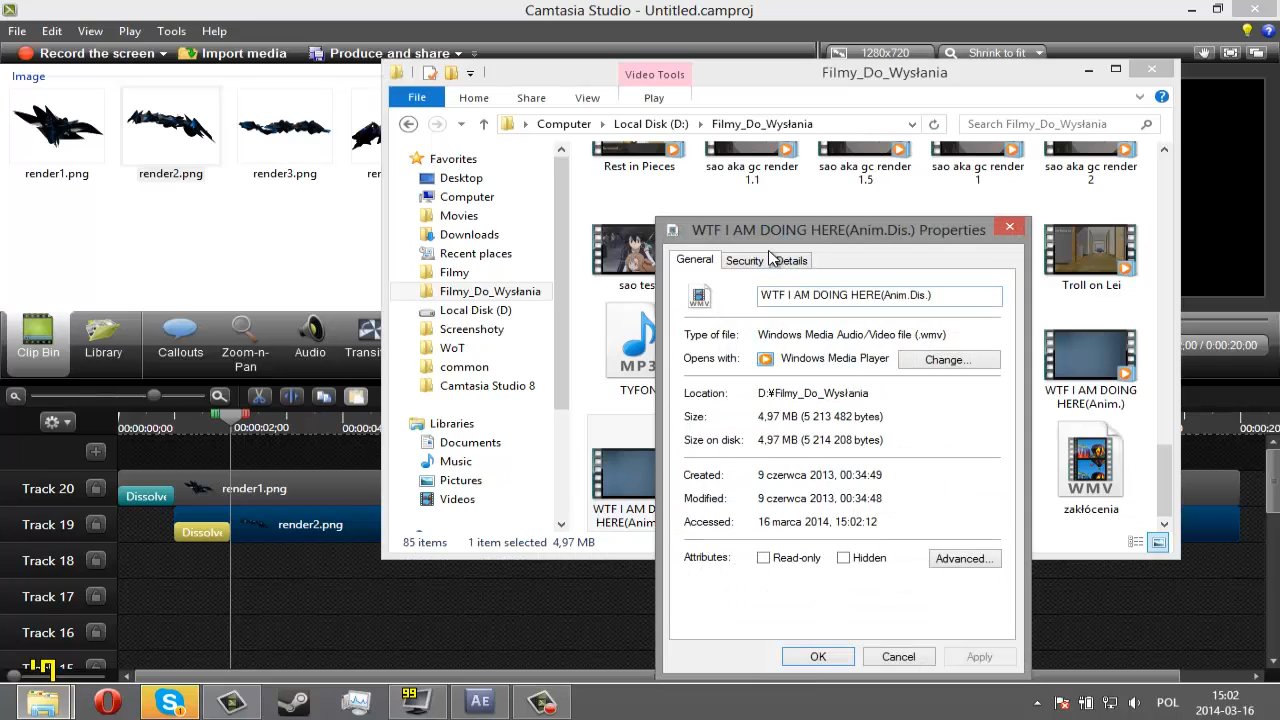 Camtasia Studio - Untitled.camproj
File Edit View Play Tools Help
Record the screen Import media Produce and share 1280x720 Shrink to fit
Image
render1.png render2.png render3.png
Video Tools
Filmy_Do_Wysłania
File Home Share View Play
Computer Local Disk (D:) Filmy_Do_Wysłania
Search Filmy_Do_Wysłania
Favorites
Desktop
Computer
Movies
Downloads
Recent places
Filmy
Filmy_Do_Wysłania
Local Disk (D)
Screenshoty
WoT
common
Camtasia Studio 8
Libraries
Documents
Music
Pictures
Videos
Rest in Pieces
sao aka gc render 1.1
sao aka gc render 1.5
sao aka gc render 1
sao aka gc render 2
Troll on Lei
MP3
WTF I AM DOING HERE(Anim.)
WMV
zakłócenia
WTF I AM DOING
85 items 1 item selected 4,97 MB
WTF I AM DOING HERE(Anim.Dis.) Properties
General Security Details
WMV
WTF I AM DOING HERE(Anim.Dis.)
Type of file: Windows Media Audio/Video file (.wmv)
Opens with: Windows Media Player Change...
Location: D:\Filmy_Do_Wysłania
Size: 4,97 MB (5 213 482 bytes)
Size on disk: 4,97 MB (5 214 208 bytes)
Created: 9 czerwca 2013, 00:34:49
Modified: 9 czerwca 2013, 00:34:48
Accessed: 16 marca 2014, 15:02:12
Attributes: Read-only Hidden Advanced...
OK Cancel Apply
Clip Bin Library Callouts Zoom-n-Pan Audio
00:00:00;00 00:00:02;00
Track 20 Dissolve render1.png
Track 19 Dissolve render2.png
Track 18
Track 17
Track 16
99
Ae
POL
15:02
2014-03-16